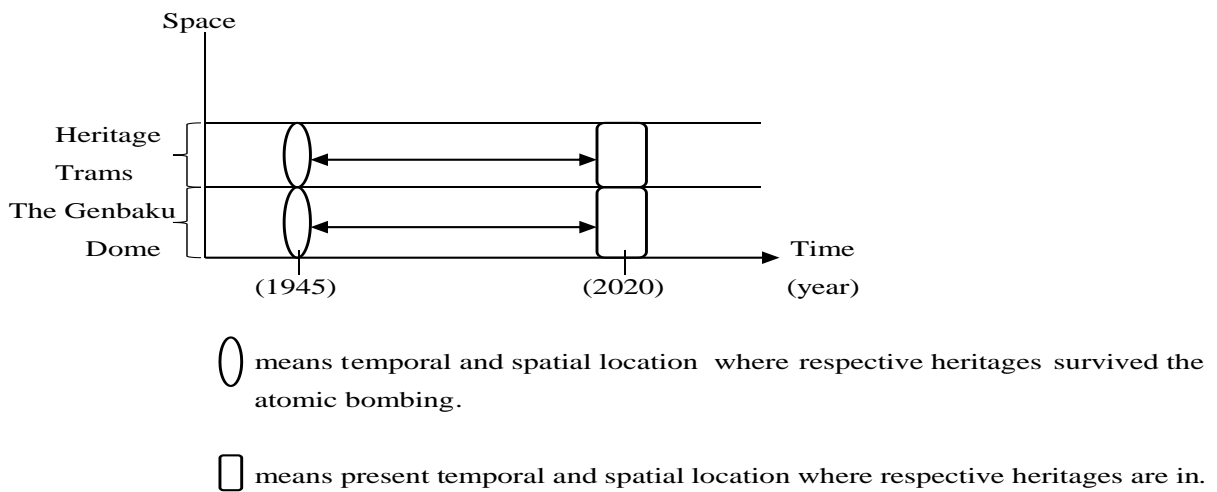 Space
Heritage
Trams
The Genbaku
Dome
Time
(1945)
(2020)
(year)
means temporal and spatial location where respective heritages survived the
atomic bombing.
means present temporal and spatial location where respective heritages are in.